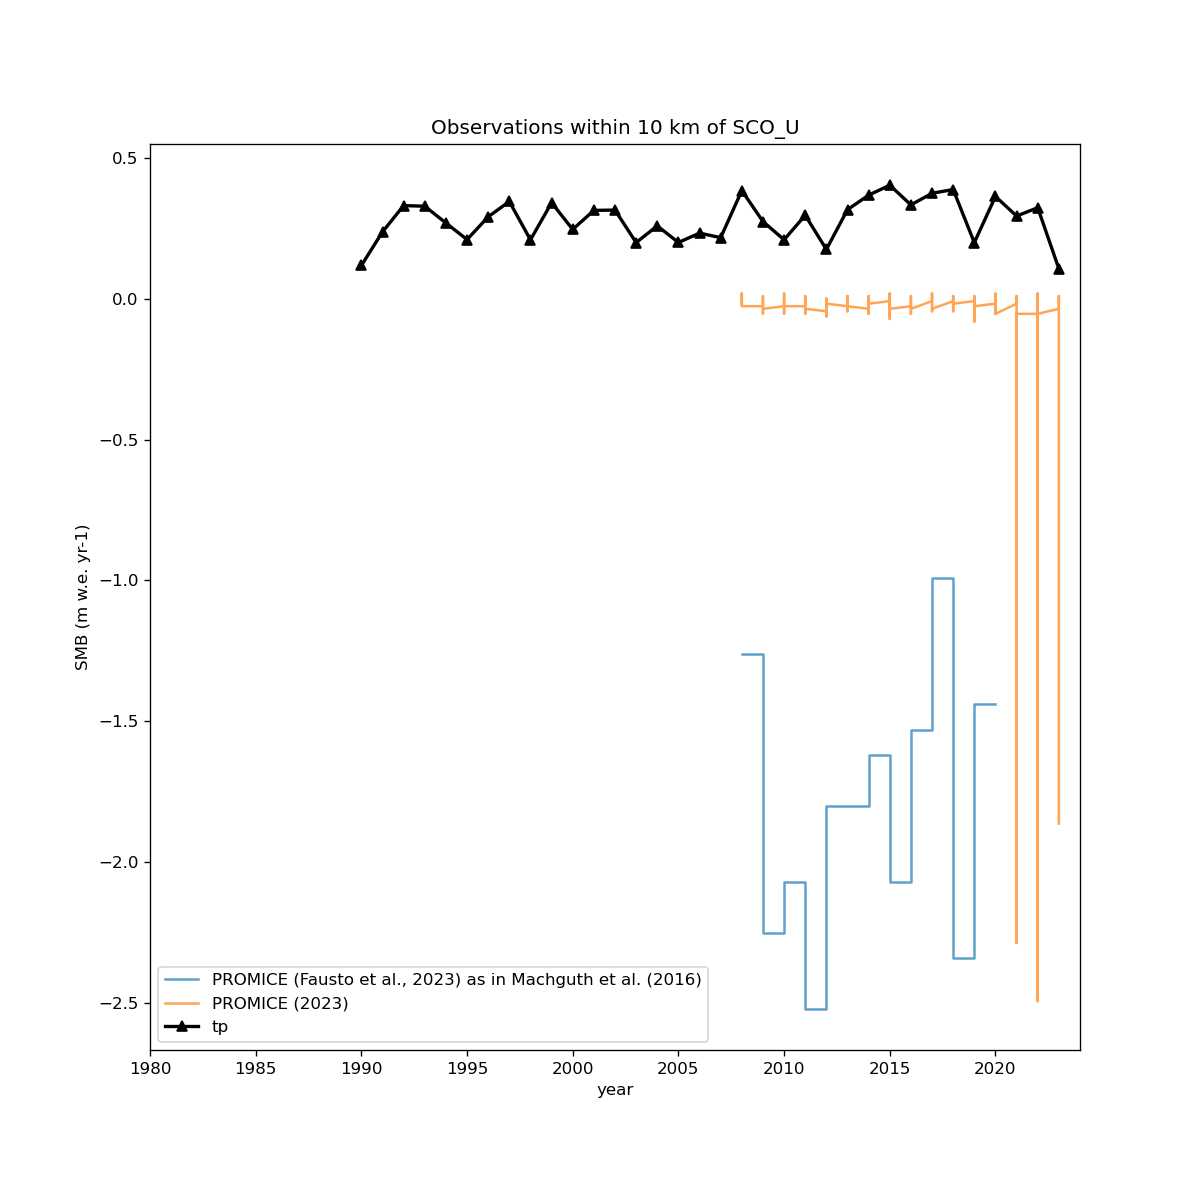 Observations within 10 km of SCO_U
0.5
0.0
−0.5
−1.0
−1.5
−2.0
−2.5
SMB (m w.e. yr-1)
PROMICE (Fausto et al., 2023) as in Machguth et al. (2016)
PROMICE (2023)
tp
1980 1985 1990 1995 2000 2005 2010 2015 2020
year